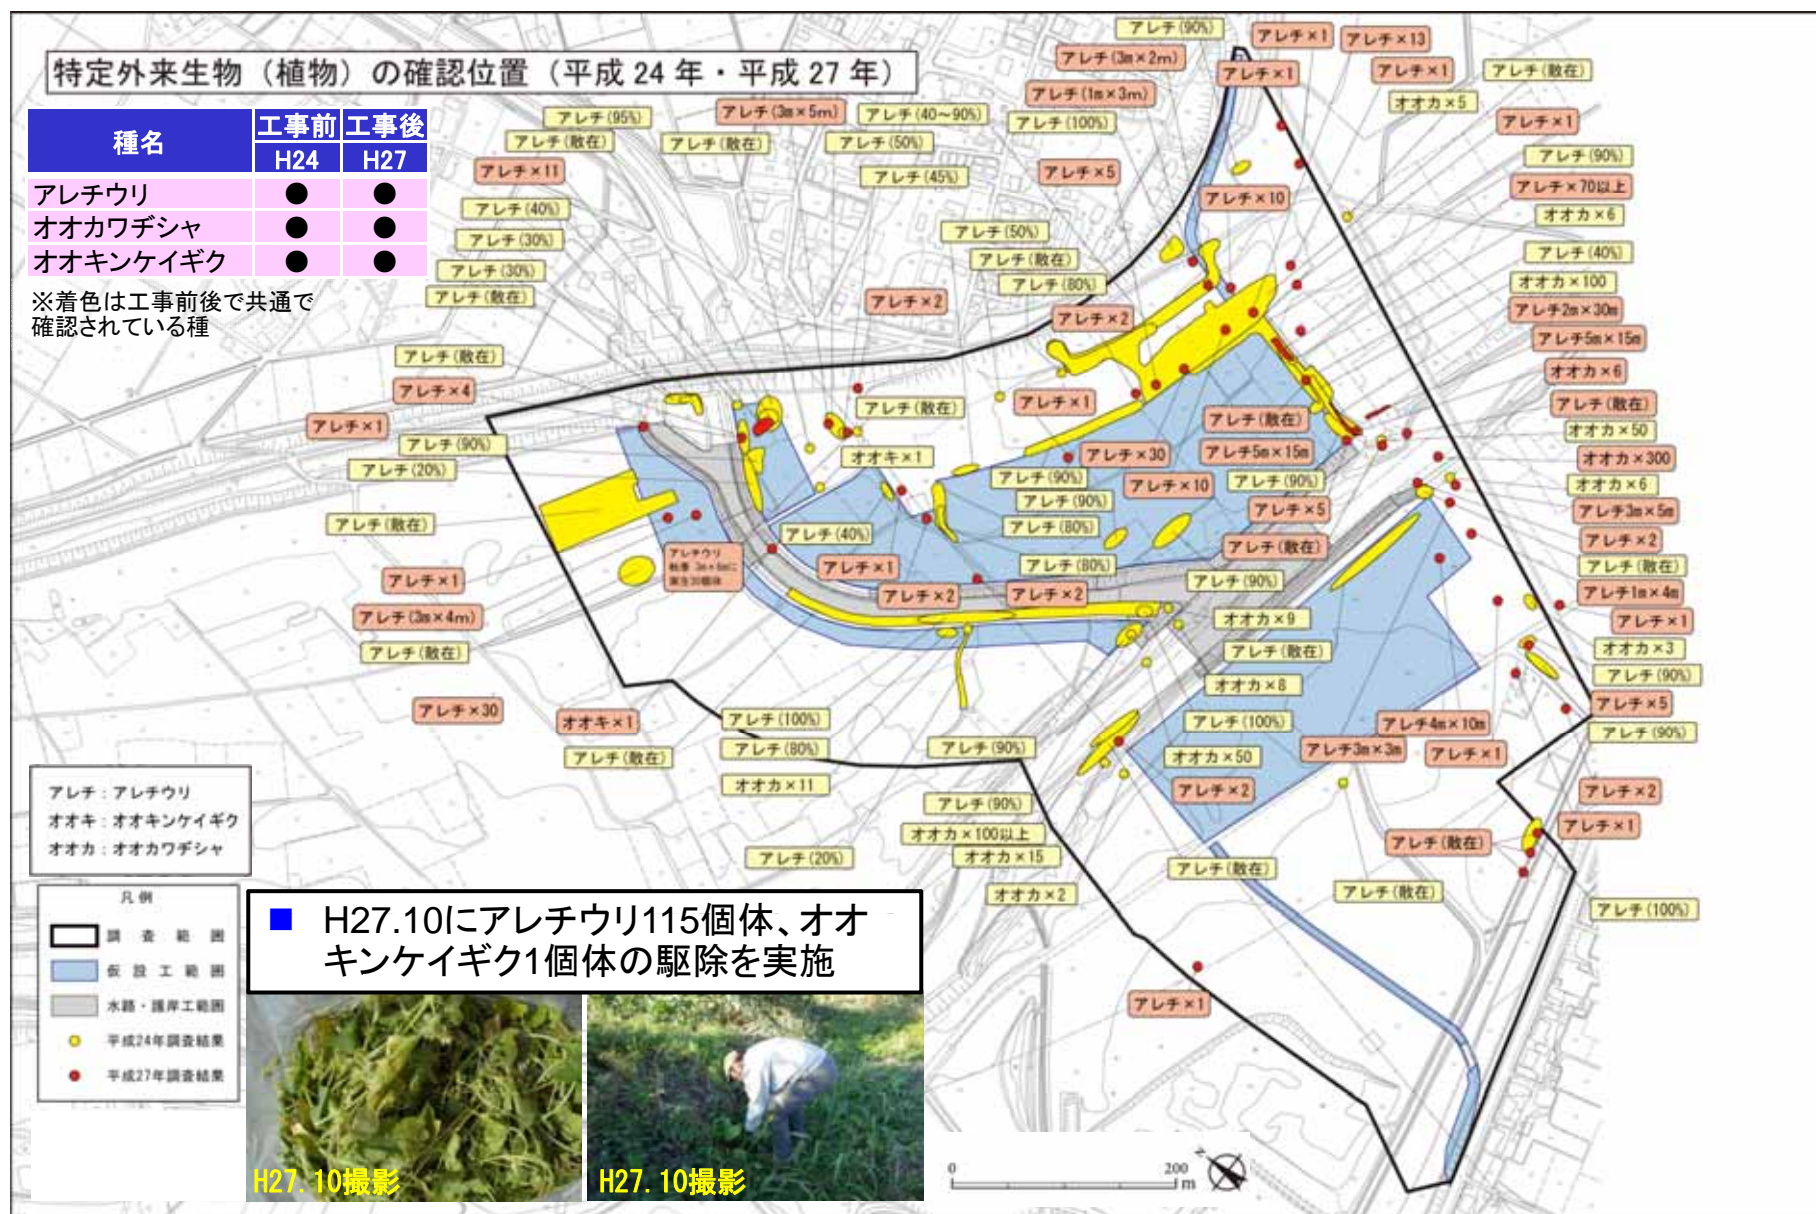 特定外来生物（植物）の確認位置（平成 24 年・平成 27 年）
種名
工事前 工事後
H24 H27
アレチウリ ● ●
オオカワヂシャ ● ●
オオキンケイギク ● ●
※着色は工事前後で共通で
確認されている種
アレチ(90%)
アレチ×1
アレチ×13
アレチ(3m×2m)
アレチ×1
アレチ×1
アレチ(散在)
アレチ(1m×3m)
オオカ×5
アレチ(95%)
アレチ(3m×5m)
アレチ(40～90%)
アレチ(100%)
アレチ×1
アレチ(散在)
アレチ(散在)
アレチ(50%)
アレチ(90%)
アレチ×11
アレチ(45%)
アレチ×5
アレチ×70以上
アレチ×10
アレチ(40%)
オオカ×6
アレチ(30%)
アレチ(50%)
アレチ(散在)
アレチ(40%)
アレチ(30%)
アレチ(80%)
オオカ×100
アレチ(散在)
アレチ×2
アレチ×2
アレチ2m×30m
アレチ5m×15m
アレチ(散在)
オオカ×6
アレチ×4
アレチ(散在)
アレチ×1
アレチ(散在)
アレチ(散在)
アレチ×1
オオカ×50
アレチ(90%)
アレチ(20%)
オオキ×1
アレチ×30
アレチ5m×15m
オオカ×300
アレチ(90%)
アレチ×10
アレチ(90%)
オオカ×6
アレチ(90%)
アレチ×5
アレチ3m×5m
アレチ(散在)
アレチ(40%)
アレチ(80%)
アレチ(散在)
アレチ×2
アレチウリ
アレチ×1
アレチ(80%)
アレチ(散在)
アレチ×1
アレチ×2
アレチ×2
アレチ(90%)
アレチ1m×4m
アレチ(3m×4m)
オオカ×9
アレチ×1
アレチ(散在)
アレチ(散在)
オオカ×3
オオカ×8
アレチ(90%)
アレチ×30
オオキ×1
アレチ(100%)
アレチ(100%)
アレチ4m×10m
アレチ×5
アレチ(散在)
アレチ(80%)
アレチ(90%)
オオカ×50
アレチ3m×3m
アレチ×1
アレチ(90%)
オオカ×11
アレチ×2
アレチ×2
アレチ(90%)
オオカ×100以上
アレチ(散在)
アレチ×1
アレチ(20%)
オオカ×15
アレチ(散在)
オオカ×2
アレチ(散在)
アレチ(100%)
アレチ×1
アレチ：アレチウリ
オオキ：オオキンケイギク
オオカ：オオカワヂシャ
凡例
調査範囲
仮設工範囲
水路・護岸工範囲
平成24年調査結果
平成27年調査結果
■ H27.10にアレチウリ115個体、オオ
キンケイギク1個体の駆除を実施
H27.10撮影
H27.10撮影
0 200
m
N